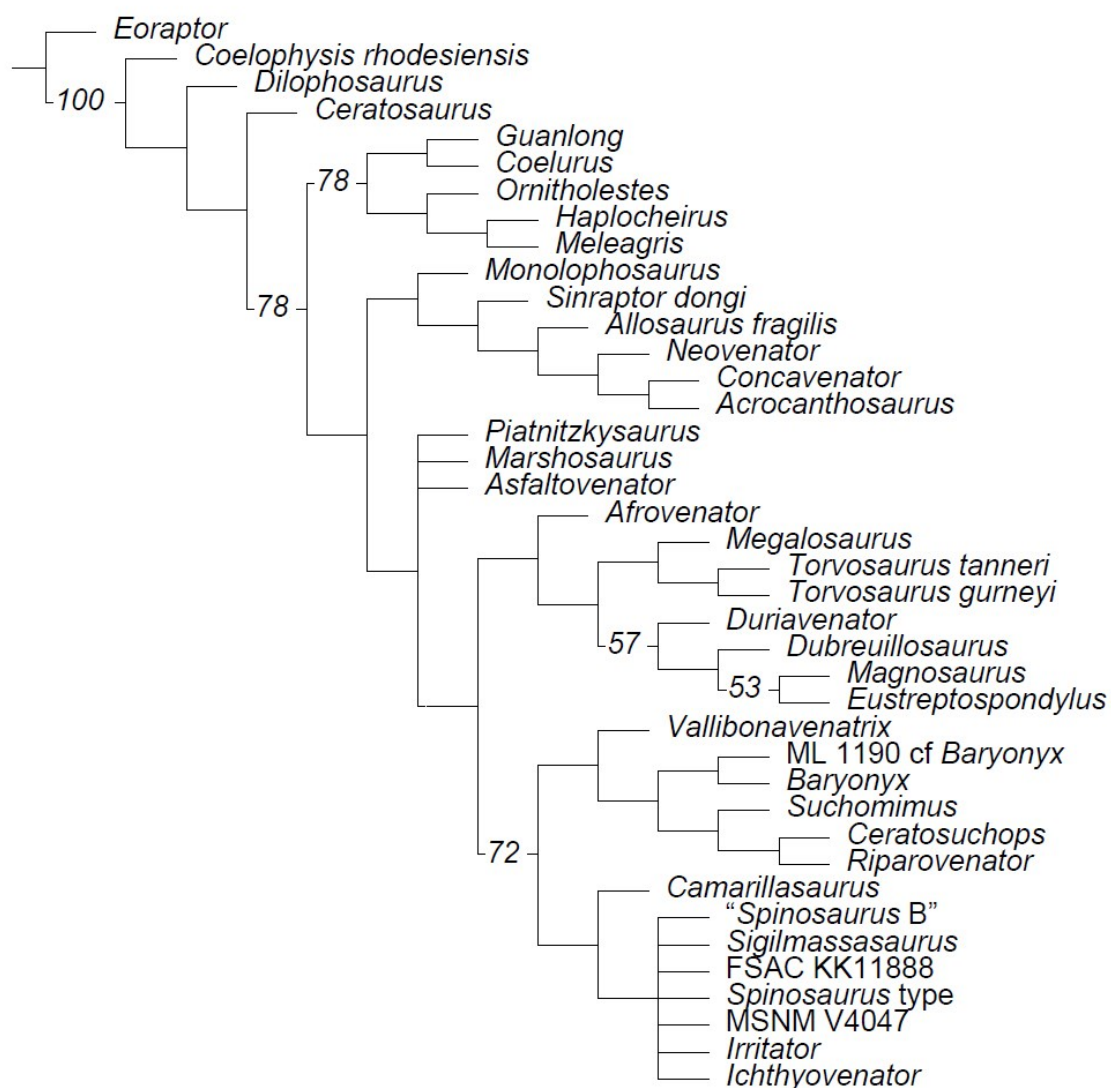 Eoraptor
Coelophysis rhodesiensis
Dilophosaurus
100
Ceratosaurus
Guanlong
Coelurus
78
Ornitholestes
Haplocheirus
Meleagris
Monolophosaurus
Sinraptor dongi
78
Allosaurus fragilis
Neovenator
Concavenator
Acrocanthosaurus
Piatnitzkysaurus
Marshosaurus
Asfaltovenator
Afrovenator
Megalosaurus
Torvosaurus tanneri
Torvosaurus gurneyi
Duriavenator
57
Dubreuillosaurus
Magnosaurus
53
Eustreptospondylus
Vallibonavenatrix
ML 1190 cf Baryonyx
Baryonyx
Suchomimus
Ceratosuchops
72
Riparovenator
Camarillasaurus
“Spinosaurus B”
Sigilmassasaurus
FSAC KK11888
Spinosaurus type
MSNM V4047
Irritator
Ichthyovenator